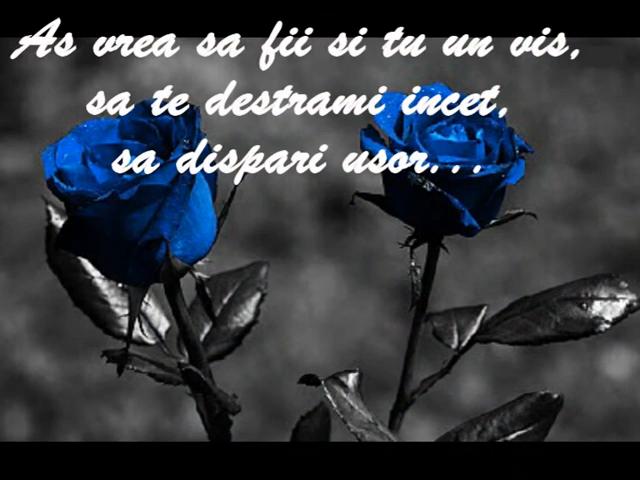 As vrea sa fii si tu un vis,
sa te destrami incet,
sa dispari usor...